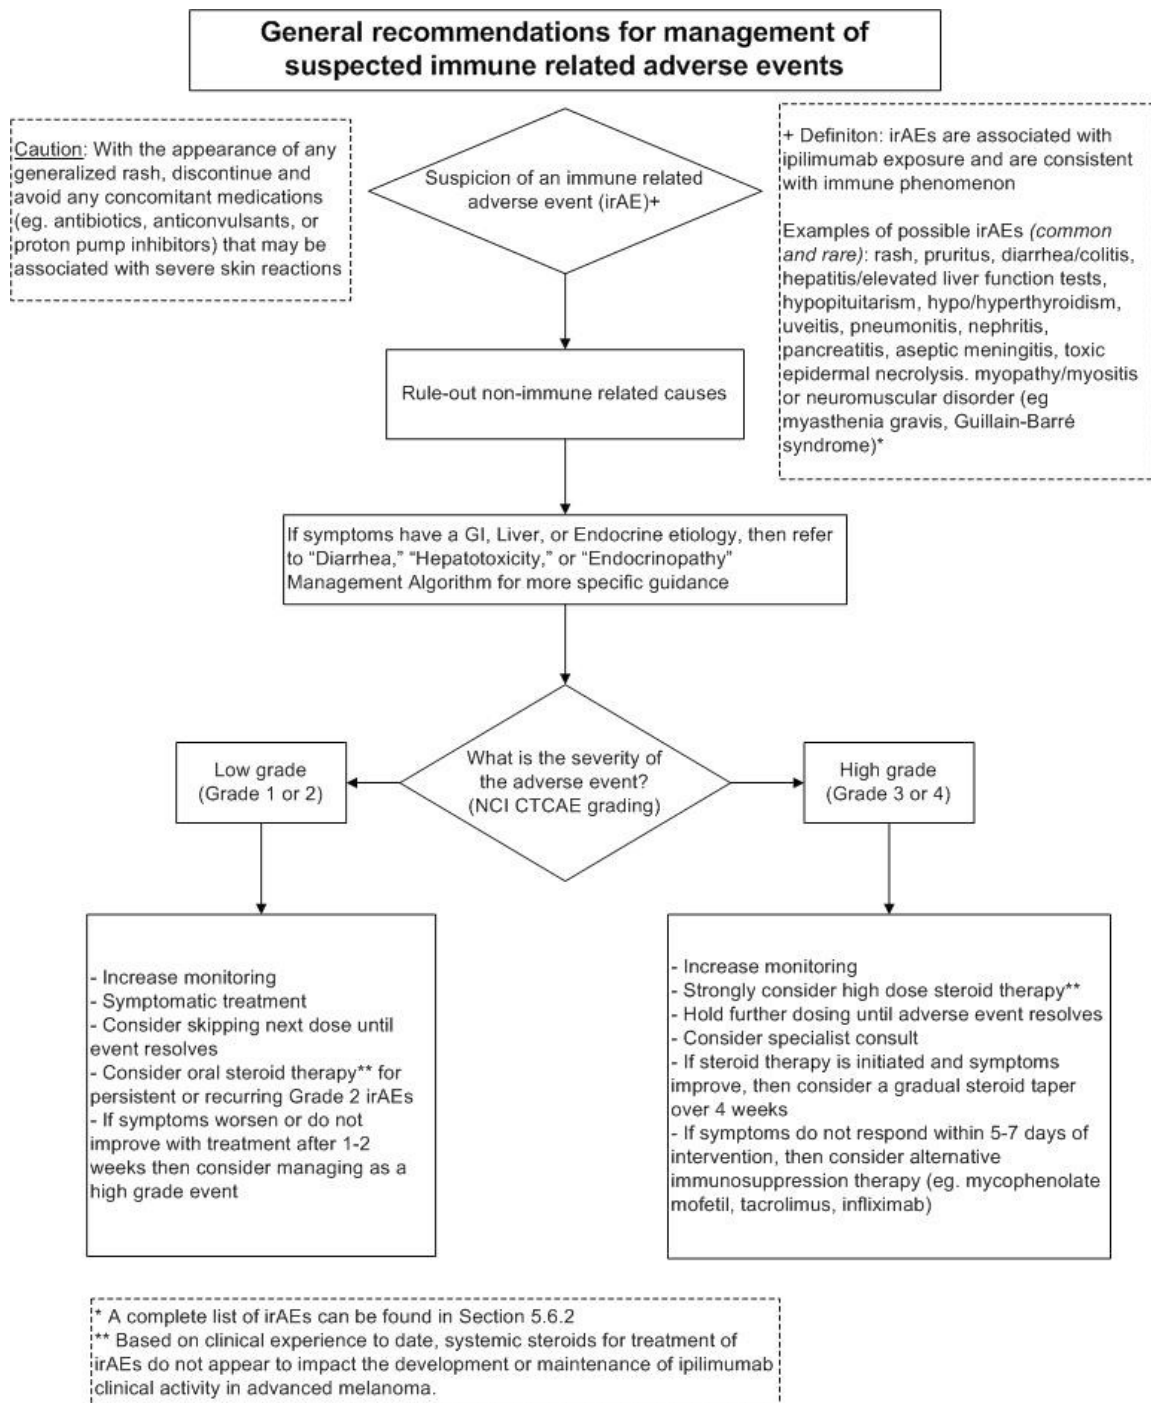 General recommendations for management of
suspected immune related adverse events
Caution: With the appearance of any
generalized rash, discontinue and
avoid any concomitant medications
(eg. antibiotics, anticonvulsants, or
proton pump inhibitors) that may be
associated with severe skin reactions
Suspicion of an immune related
adverse event (irAE)+
+ Definiton: irAEs are associated with
ipilimumab exposure and are consistent
with immune phenomenon
Examples of possible irAEs (common
and rare): rash, pruritus, diarrhea/colitis,
hepatitis/elevated liver function tests,
hypopituitarism, hypo/hyperthyroidism,
uveitis, pneumonitis, nephritis,
pancreatitis, aseptic meningitis, toxic
epidermal necrolysis. myopathy/myositis
or neuromuscular disorder (eg
myasthenia gravis, Guillain-Barré
syndrome)*
Rule-out non-immune related causes
If symptoms have a GI, Liver, or Endocrine etiology, then refer
to “Diarrhea,” “Hepatotoxicity,” or “Endocrinopathy”
Management Algorithm for more specific guidance
What is the severity of
the adverse event?
(NCI CTCAE grading)
Low grade
(Grade 1 or 2)
High grade
(Grade 3 or 4)
- Increase monitoring
- Symptomatic treatment
- Consider skipping next dose until
event resolves
- Consider oral steroid therapy** for
persistent or recurring Grade 2 irAEs
- If symptoms worsen or do not
improve with treatment after 1-2
weeks then consider managing as a
high grade event
- Increase monitoring
- Strongly consider high dose steroid therapy**
- Hold further dosing until adverse event resolves
- Consider specialist consult
- If steroid therapy is initiated and symptoms
improve, then consider a gradual steroid taper
over 4 weeks
- If symptoms do not respond within 5-7 days of
intervention, then consider alternative
immunosuppression therapy (eg. mycophenolate
mofetil, tacrolimus, infliximab)
* A complete list of irAEs can be found in Section 5.6.2
** Based on clinical experience to date, systemic steroids for treatment of
irAEs do not appear to impact the development or maintenance of ipilimumab
clinical activity in advanced melanoma.